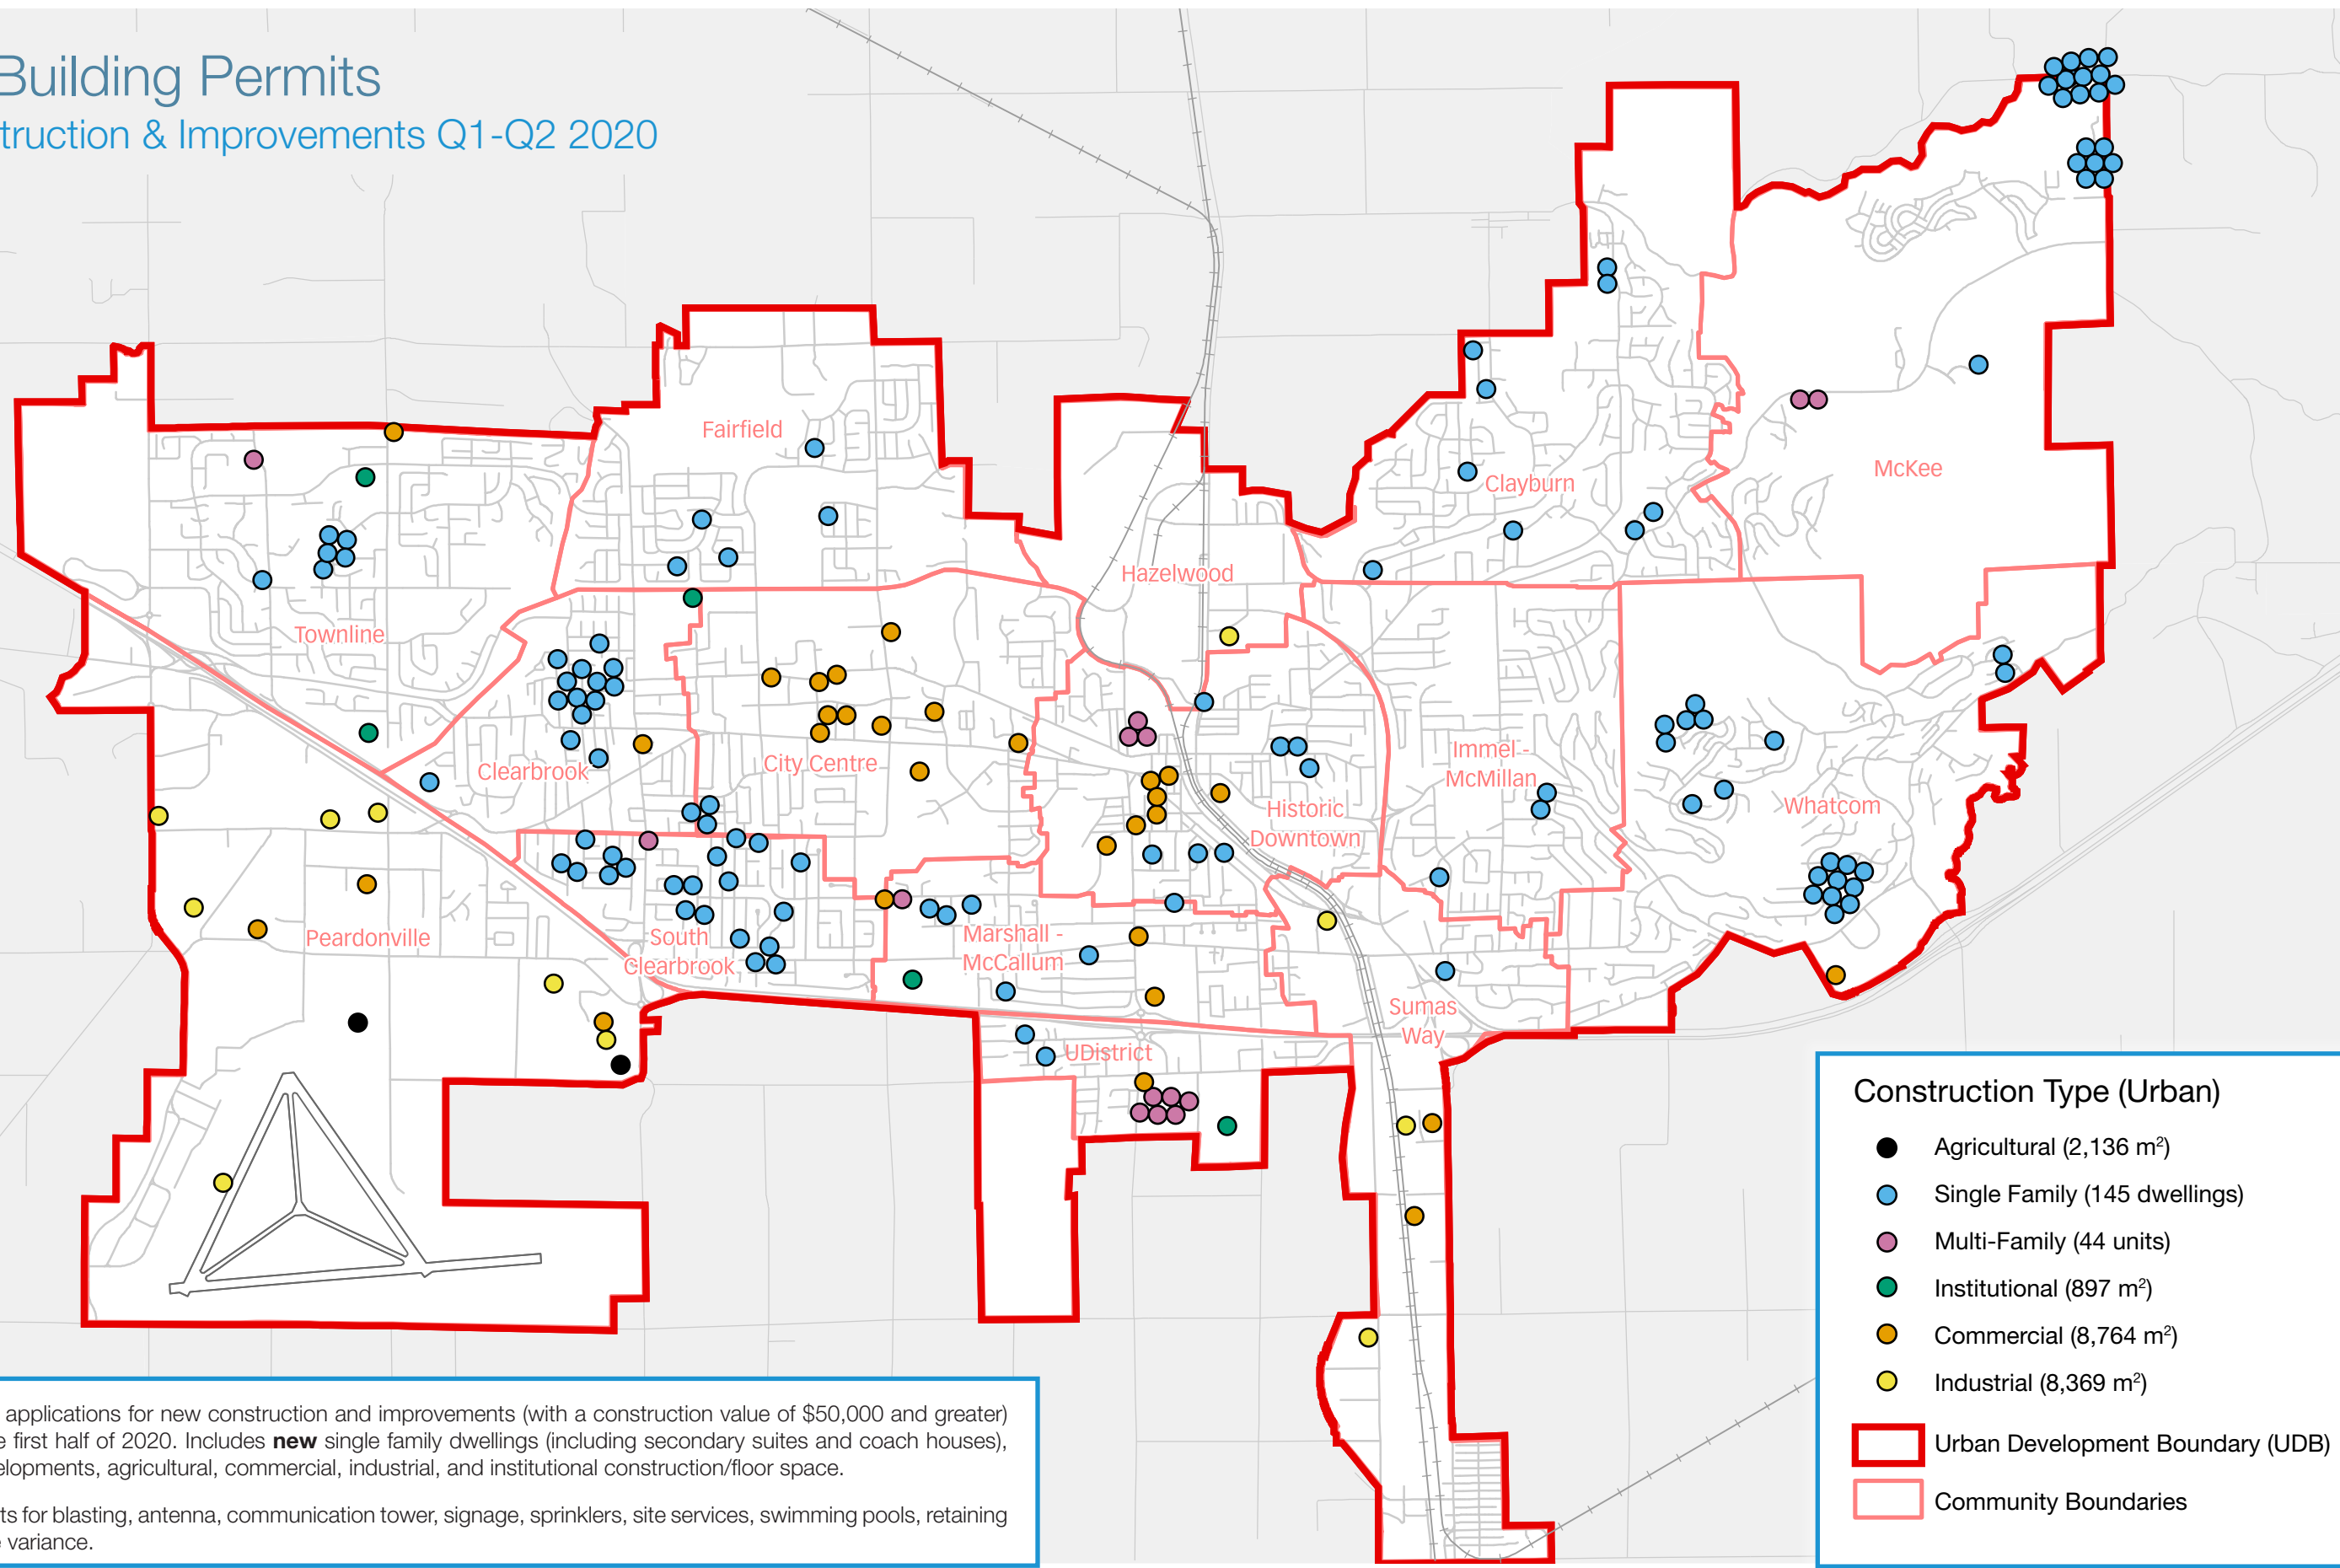 Building Permits
truction & Improvements Q1-Q2 2020
Fairfield
Clayburn
McKee
Hazelwood
Townline
Clearbrook
City Centre
Immel -
McMillan
Historic
Downtown
Whatcom
Peardonville
South
Clearbrook
Marshall -
McCallum
Sumas
Way
UDistrict
Construction Type (Urban)
Agricultural (2,136 m²)
Single Family (145 dwellings)
Multi-Family (44 units)
Institutional (897 m²)
Commercial (8,764 m²)
Industrial (8,369 m²)
Urban Development Boundary (UDB)
Community Boundaries
applications for new construction and improvements (with a construction value of $50,000 and greater)
e first half of 2020. Includes new single family dwellings (including secondary suites and coach houses),
elopments, agricultural, commercial, industrial, and institutional construction/floor space.
ts for blasting, antenna, communication tower, signage, sprinklers, site services, swimming pools, retaining
e variance.